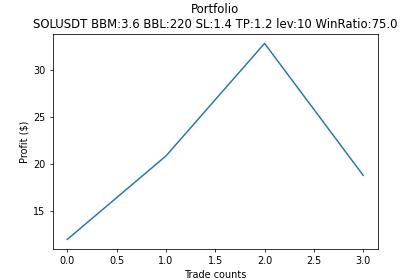 Portfolio
SOLUSDT BBM:3.6 BBL:220 SL:1.4 TP:1.2 lev:10 WinRatio:75.0
30
25
20
15
Profit ($)
0.0 0.5 1.0 1.5 2.0 2.5 3.0
Trade counts